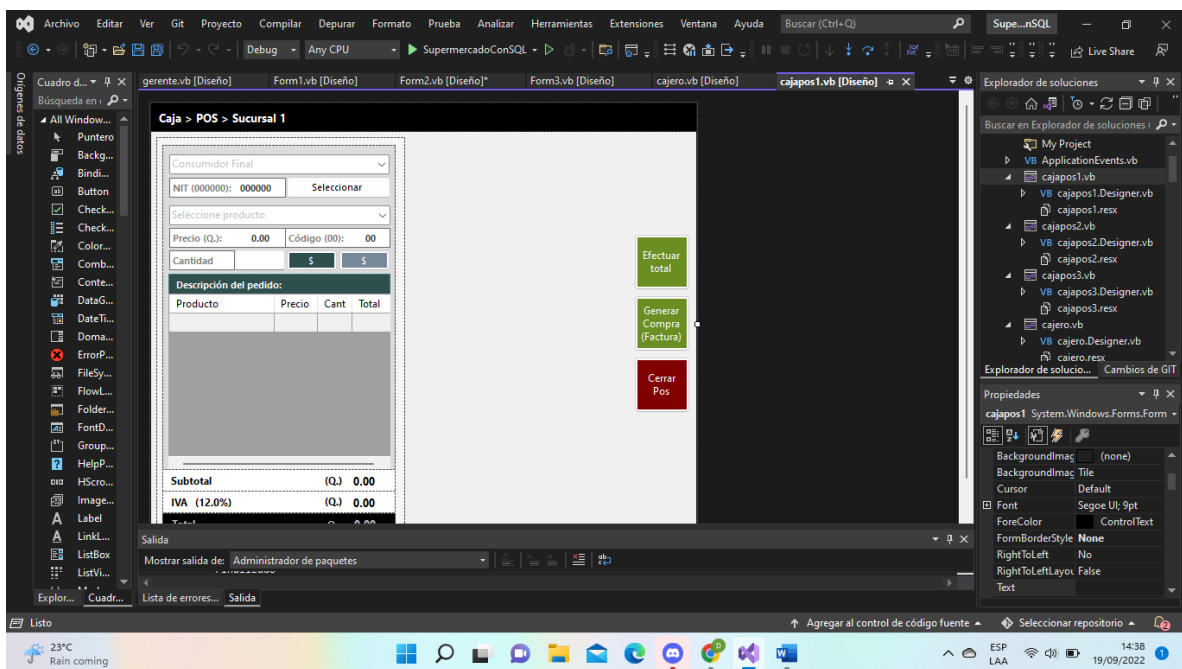 Archivo Editar Ver Git Proyecto Compilar Depurar Formato Prueba Analizar Herramientas Extensiones Ventana Ayuda Buscar (Ctrl+Q) Supe...nSQL
Debug Any CPU SupermercadoConSQL Live Share
Orígenes de datos
Cuadro d...
Búsqueda en
All Window...
Puntero
Backg...
Bindi...
Button
Check...
Check...
Color...
Comb...
Conte...
DataG...
DateTi...
Doma...
ErrorP...
FileSy...
FlowL...
Folder...
FontD...
Group...
HelpP...
HScro...
Image...
Label
LinkL...
ListBox
ListVi...
Explor... Cuadr...
gerente.vb [Diseño] Form1.vb [Diseño] Form2.vb [Diseño]* Form3.vb [Diseño] cajero.vb [Diseño] cajapos1.vb [Diseño]
Caja > POS > Sucursal 1
Consumidor Final
NIT (000000): 000000 Seleccionar
Seleccione producto
Precio (Q.): 0.00 Código (00): 00
Cantidad $ $
Descripción del pedido:
Producto Precio Cant Total
Subtotal (Q.) 0.00
IVA (12.0%) (Q.) 0.00
Efectuar
total
Generar
Compra
(Factura)
Cerrar
Pos
Salida
Mostrar salida de: Administrador de paquetes
Lista de errores... Salida
Explorador de soluciones
Buscar en Explorador de soluciones
My Project
VB ApplicationEvents.vb
cajapos1.vb
VB cajapos1.Designer.vb
cajapos1.resx
cajapos2.vb
VB cajapos2.Designer.vb
cajapos2.resx
cajapos3.vb
VB cajapos3.Designer.vb
cajapos3.resx
cajero.vb
VB cajero.Designer.vb
cajero.resx
Explorador de solucio... Cambios de GIT
Propiedades
cajapos1 System.Windows.Forms.Form
BackgroundImag (none)
BackgroundImag Tile
Cursor Default
Font Segoe UI; 9pt
ForeColor ControlText
FormBorderStyle None
RightToLeft No
RightToLeftLayou False
Text
Listo Agregar al control de código fuente Seleccionar repositorio 2
23°C
Rain coming
ESP
LAA
14:38
19/09/2022
1